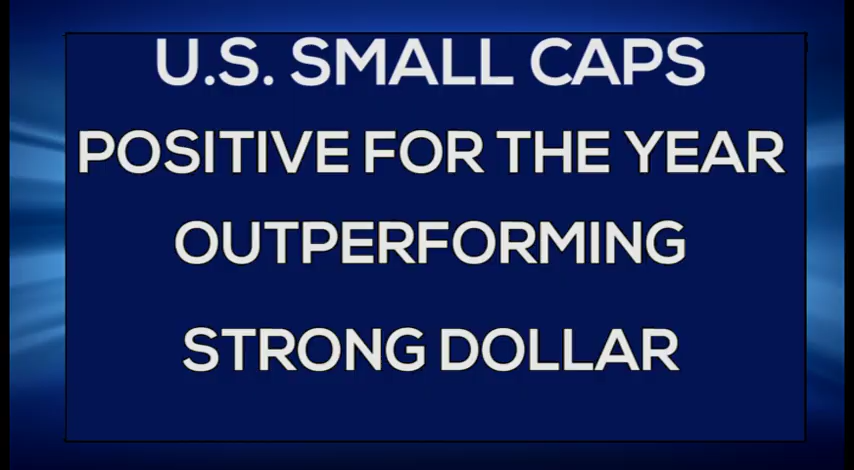 U.S. SMALL CAPS
POSITIVE FOR THE YEAR
OUTPERFORMING
STRONG DOLLAR